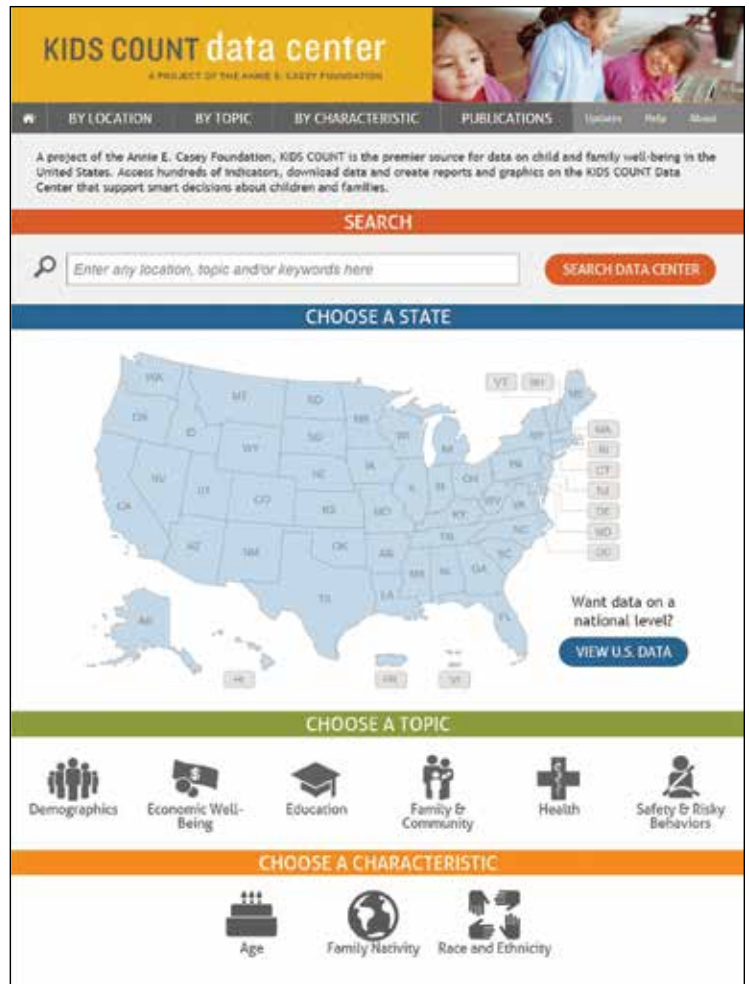 KIDS COUNT data center
A PROJECT OF THE ANNIE E. CASEY FOUNDATION
BY LOCATION BY TOPIC BY CHARACTERISTIC PUBLICATIONS Updates Help About
A project of the Annie E. Casey Foundation, KIDS COUNT is the premier source for data on child and family well-being in the
United States. Access hundreds of indicators, download data and create reports and graphics on the KIDS COUNT Data
Center that support smart decisions about children and families.
SEARCH
Enter any location, topic and/or keywords here
SEARCH DATA CENTER
CHOOSE A STATE
WA
MT
ND
MN
VT
NH
ME
OR
ID
SD
WI
MI
NY
MA
RI
WY
IA
PA
CT
NV
UT
CO
NE
IL
IN
OH
NJ
CA
KS
MO
KY
WV
VA
DE
MD
AZ
NM
OK
AR
TN
NC
DC
SC
TX
LA
MS
AL
GA
FL
AK
HI
PR
VI
Want data on a
national level?
VIEW U.S. DATA
CHOOSE A TOPIC
Demographics
Economic Well-
Being
Education
Family &
Community
Health
Safety & Risky
Behaviors
CHOOSE A CHARACTERISTIC
Age
Family Nativity
Race and Ethnicity